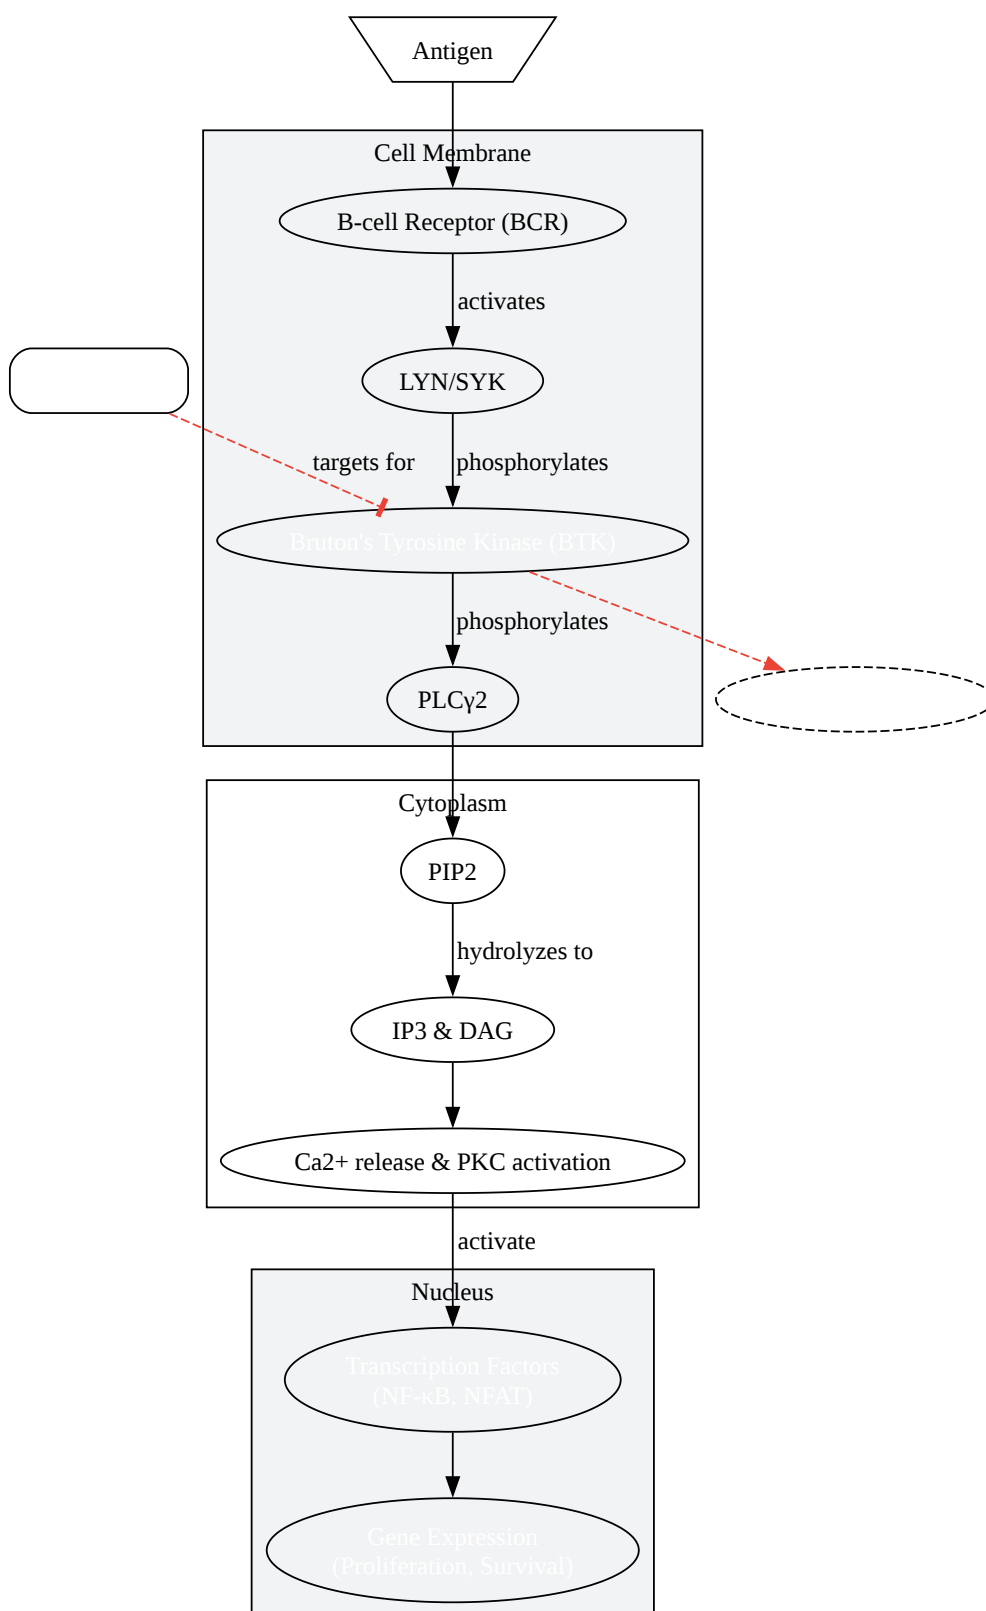 Antigen
Cell Membrane
B-cell Receptor (BCR)
activates
LYN/SYK
targets for
phosphorylates
Bruton's Tyrosine Kinase (BTK)
phosphorylates
PLCγ2
Cytoplasm
PIP2
hydrolyzes to
IP3 & DAG
Ca2+ release & PKC activation
activate
Nucleus
Transcription Factors
(NF-κB, NFAT)
Gene Expression
(Proliferation, Survival)